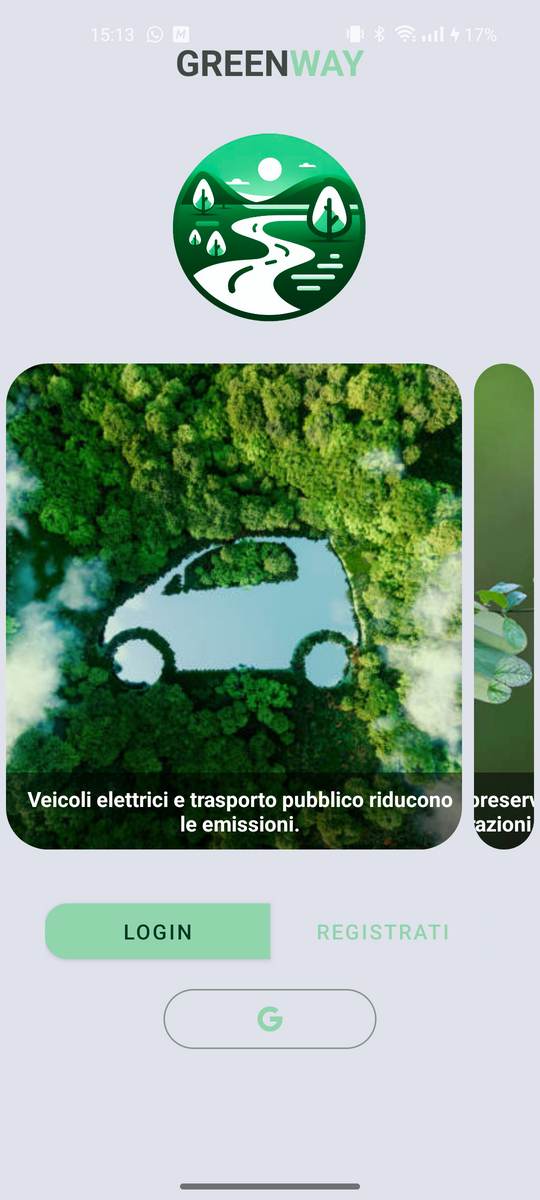 15:13 17%
GREENWAY
Veicoli elettrici e trasporto pubblico riducono
le emissioni.
LOGIN REGISTRATI
G